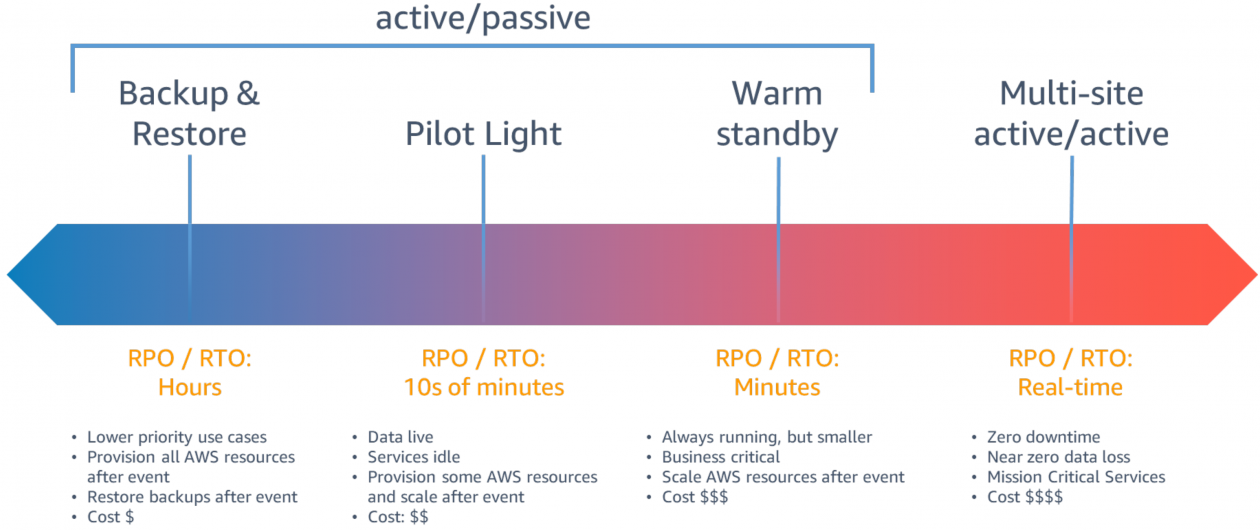 active/passive
Backup &
Restore
Pilot Light
Warm
standby
Multi-site
active/active
RPO / RTO:
Hours
RPO / RTO:
10s of minutes
RPO / RTO:
Minutes
RPO / RTO:
Real-time
• Lower priority use cases
• Provision all AWS resources
after event
• Restore backups after event
• Cost $
• Data live
• Services idle
• Provision some AWS resources
and scale after event
• Cost: $$
• Always running, but smaller
• Business critical
• Scale AWS resources after event
• Cost $$$
• Zero downtime
• Near zero data loss
• Mission Critical Services
• Cost $$$$